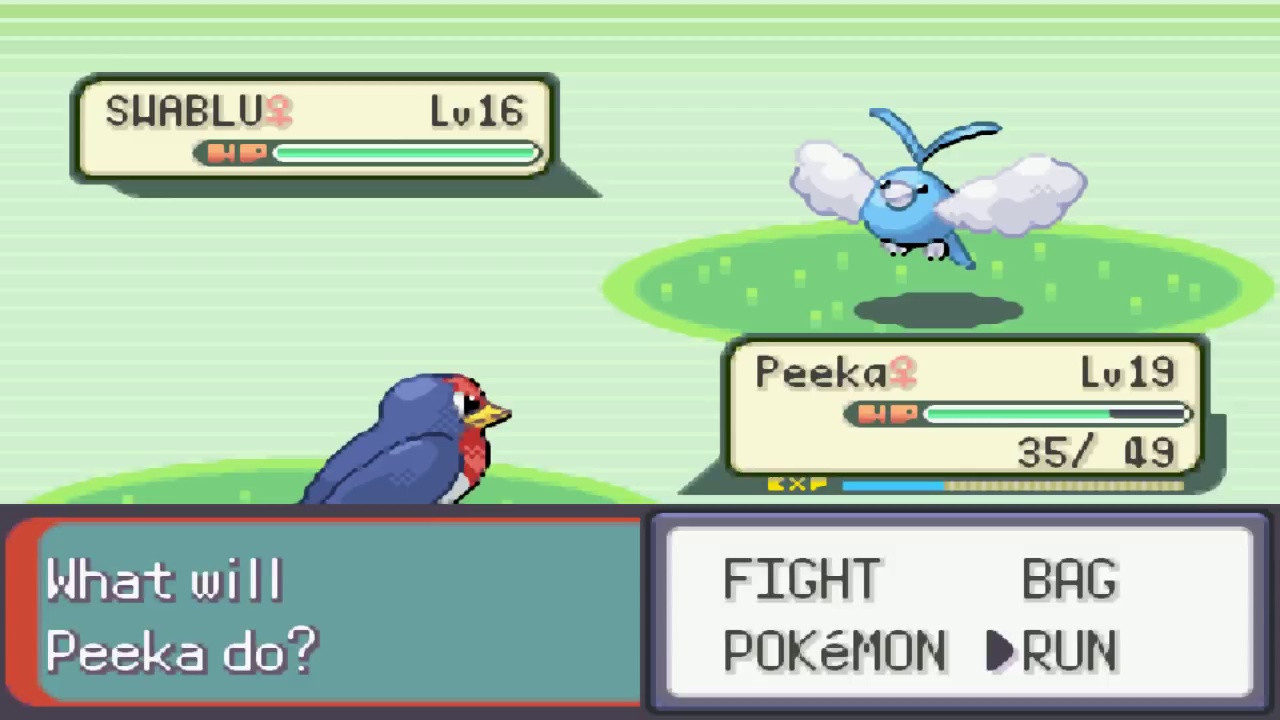 SWABLU♀ Lv16
HP
Peeka♀ Lv19
HP
35/ 49
EXP
What will
Peeka do?
FIGHT BAG
POKéMON ▶RUN